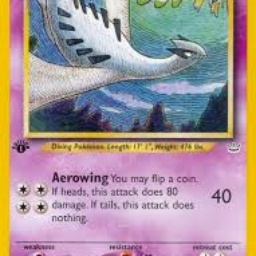 Diving Pokémon. Length: 17' 1", Weight: 476 lbs.
Aerowing You may flip a coin.
If heads, this attack does 80
damage. If tails, this attack does
nothing.
40
weakness resistance retreat cost